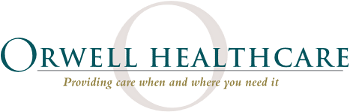 ORWELL HEALTHCARE
Providing care when and where you need it